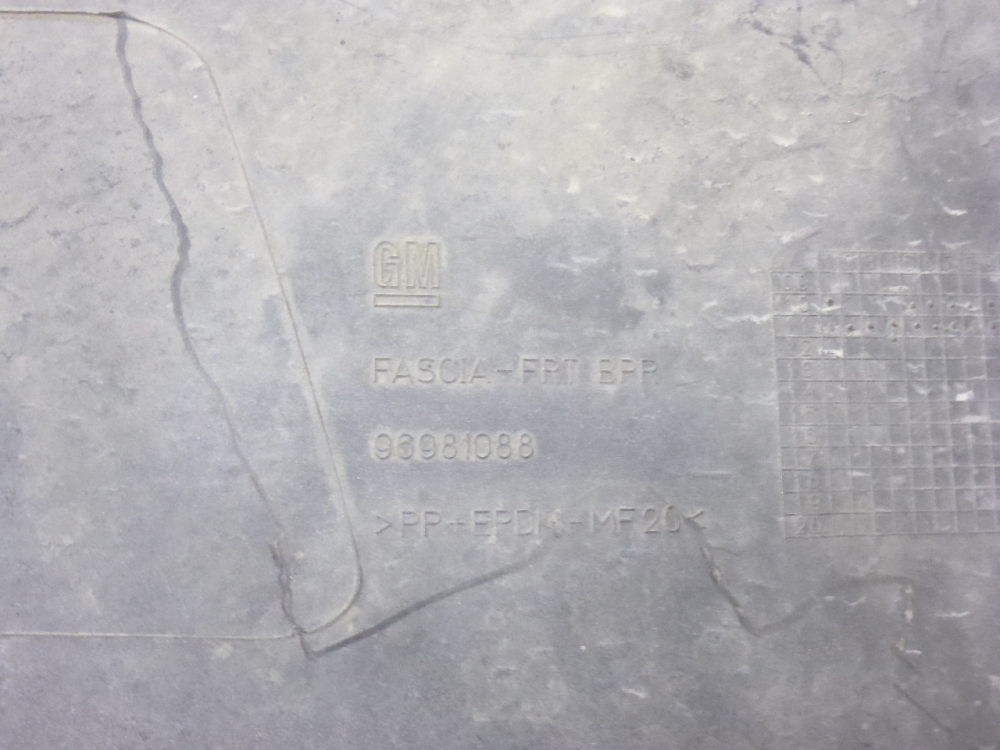 GM
FASCIA-FRT BPR
96981088
>PP+EPDM-MF20<